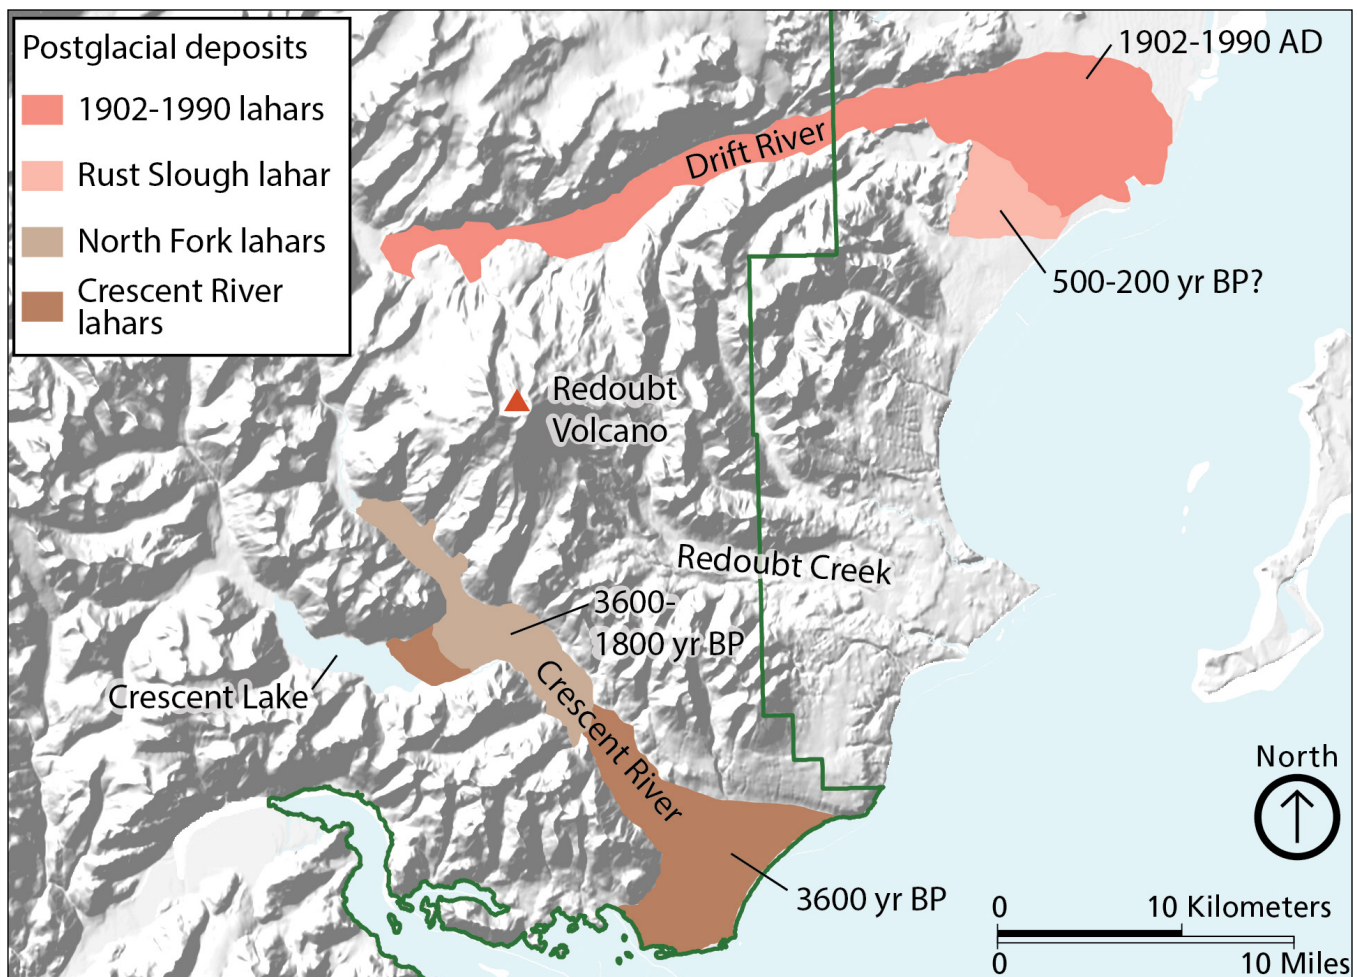 Postglacial deposits
1902-1990 lahars
Rust Slough lahar
North Fork lahars
Crescent River
lahars
1902-1990 AD
Drift River
500-200 yr BP?
Redoubt
Volcano
Redoubt Creek
3600-
1800 yr BP
Crescent Lake
Crescent River
3600 yr BP
North
0
10 Kilometers
0
10 Miles